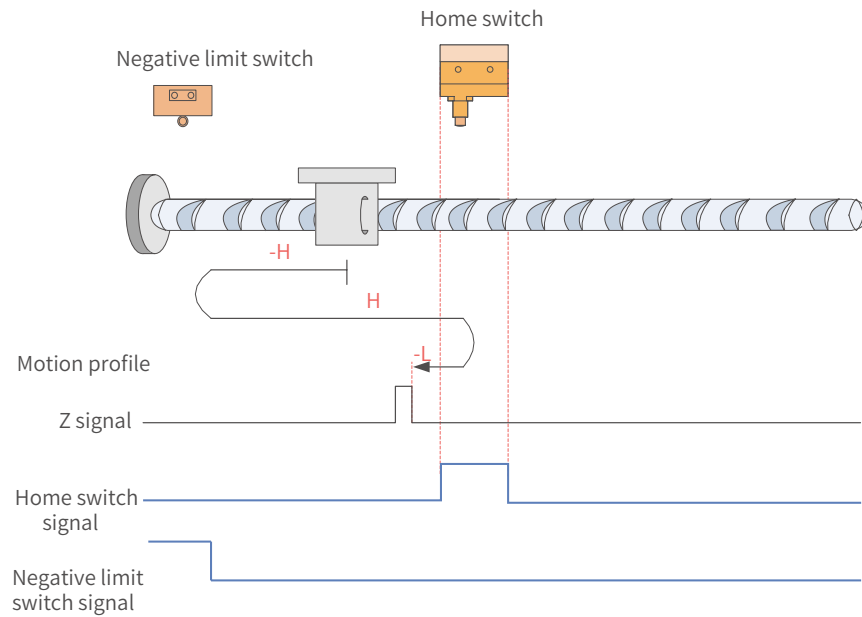 Home switch
Negative limit switch
-H
H
-L
Motion profile
Z signal
Home switch
signal
Negative limit
switch signal